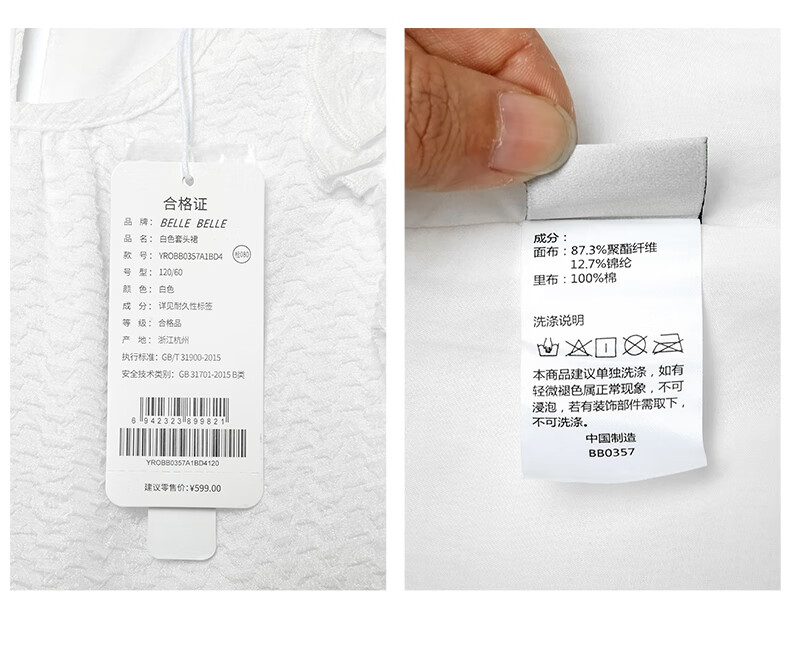 合格证
品 牌: BELLE BELLE
品 名: 白色套头裙
款 号: YROBB0357A1BD4
检080
号 型: 120/60
颜 色: 白色
成 分: 详见耐久性标签
等 级: 合格品
产 地: 浙江杭州
执行标准: GB/T 31900-2015
安全技术类别: GB 31701-2015 B类
6 942323 899821
YROBB0357A1BD4120
建议零售价: ¥599.00
成分:
面布: 87.3%聚酯纤维
12.7%锦纶
里布: 100%棉
洗涤说明
本商品建议单独洗涤, 如有
轻微褪色属正常现象, 不可
浸泡, 若有装饰部件需取下,
不可洗涤.
中国制造
BB0357